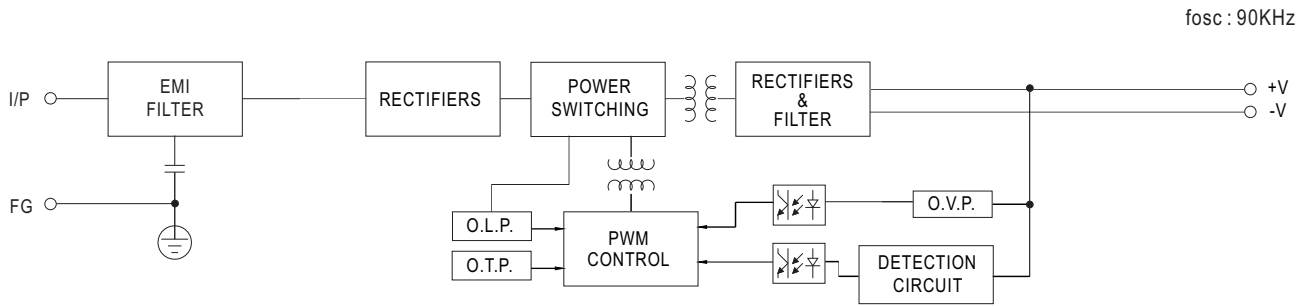 fosc : 90KHz
I/P
EMI
FILTER
RECTIFIERS
POWER
SWITCHING
RECTIFIERS
&
FILTER
+V
-V
FG
O.L.P.
O.T.P.
PWM
CONTROL
O.V.P.
DETECTION
CIRCUIT